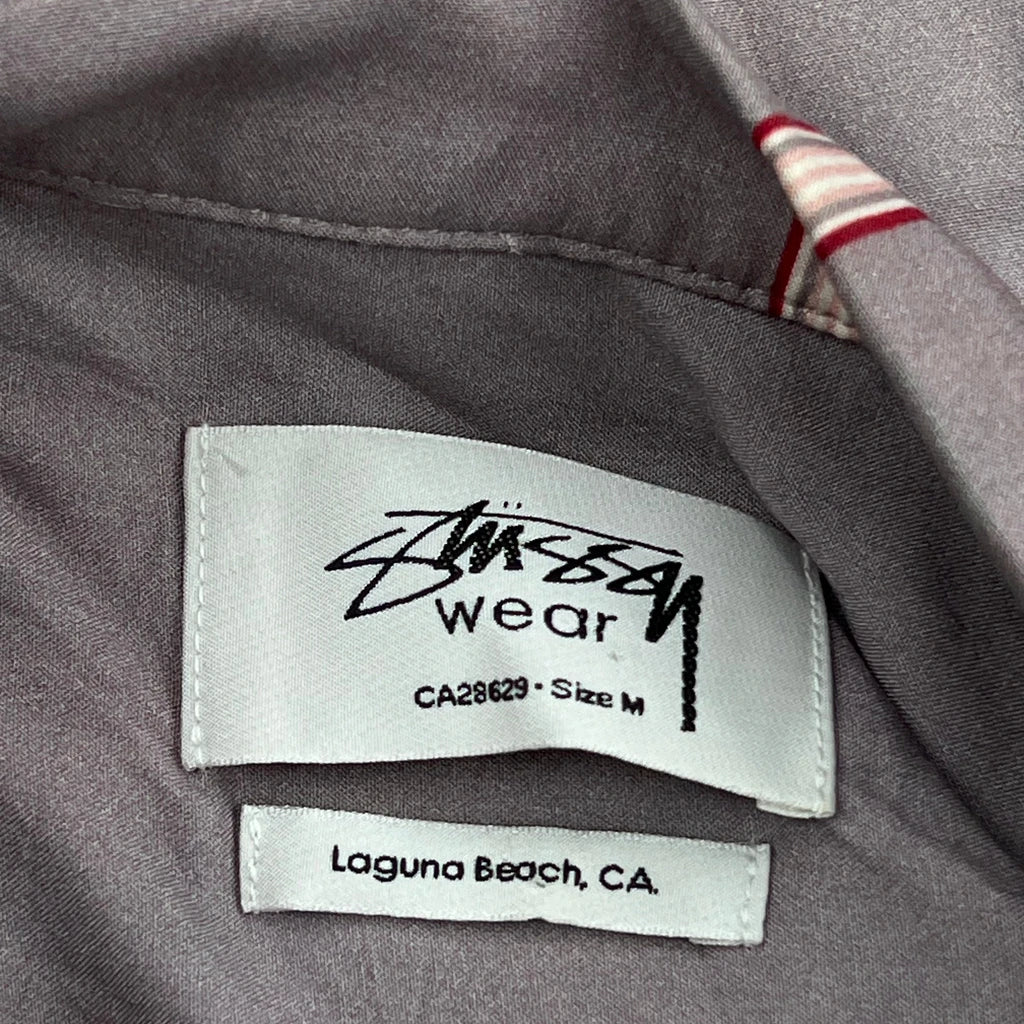 Stüssy
wear
CA28629 · Size M
Laguna Beach, CA.